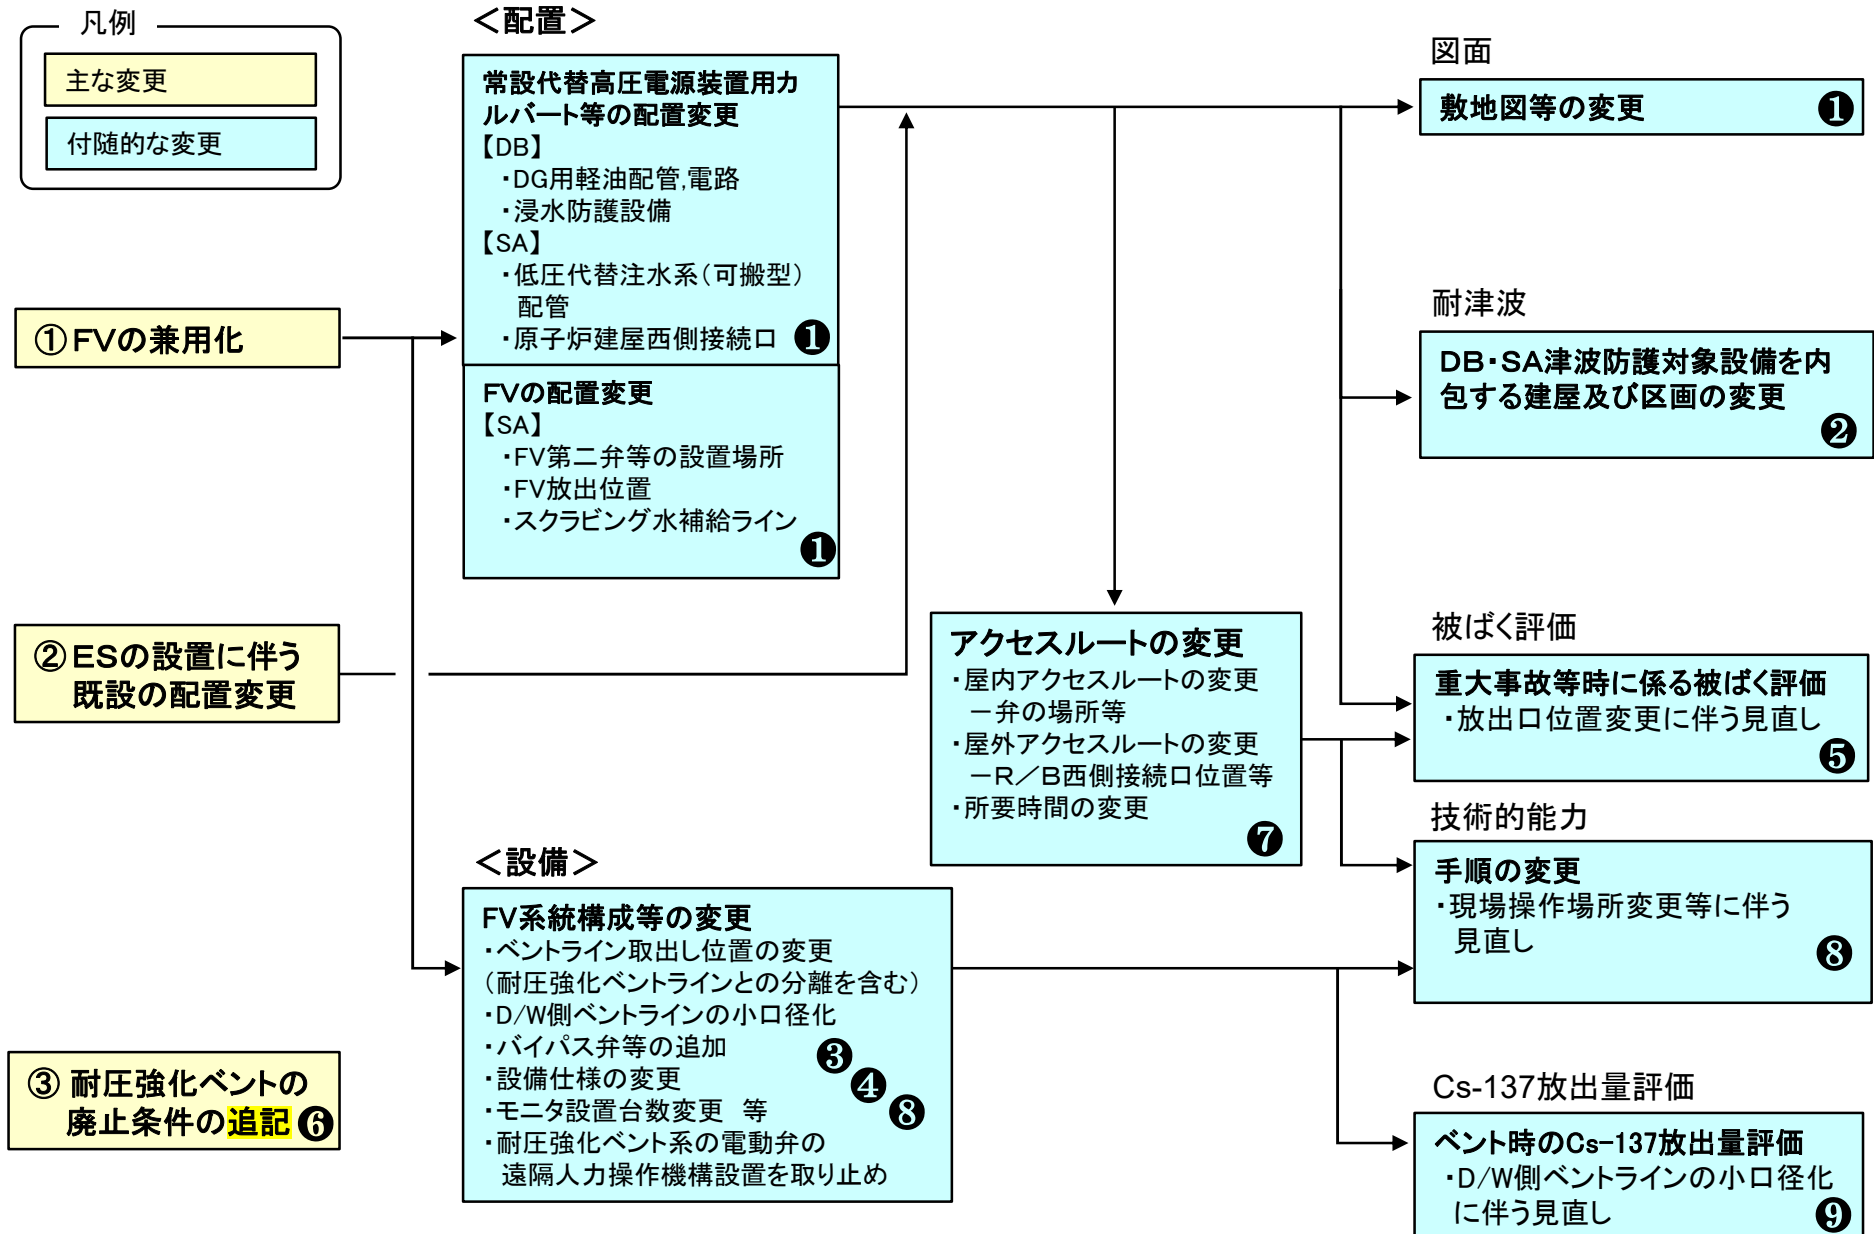 凡例
主な変更
付随的な変更
①FVの兼用化
②ESの設置に伴う
既設の配置変更
③ 耐圧強化ベントの
廃止条件の追記❻
＜配置＞
常設代替高圧電源装置用カ
ルバート等の配置変更
【DB】
・DG用軽油配管,電路
・浸水防護設備
【SA】
・低圧代替注水系（可搬型）
配管
・原子炉建屋西側接続口 ❶
FVの配置変更
【SA】
・FV第二弁等の設置場所
・FV放出位置
・スクラビング水補給ライン
❶
＜設備＞
FV系統構成等の変更
・ベントライン取出し位置の変更
（耐圧強化ベントラインとの分離を含む）
・D/W側ベントラインの小口径化
・バイパス弁等の追加 ❸
・設備仕様の変更 ❹
・モニタ設置台数変更 等 ❽
・耐圧強化ベント系の電動弁の
遠隔人力操作機構設置を取り止め
アクセスルートの変更
・屋内アクセスルートの変更
－弁の場所等
・屋外アクセスルートの変更
－R／B西側接続口位置等
・所要時間の変更
❼
図面
敷地図等の変更 ❶
耐津波
DB・SA津波防護対象設備を内
包する建屋及び区画の変更
❷
被ばく評価
重大事故等時に係る被ばく評価
・放出口位置変更に伴う見直し
❺
技術的能力
手順の変更
・現場操作場所変更等に伴う
見直し ❽
Cs-137放出量評価
ベント時のCs-137放出量評価
・D/W側ベントラインの小口径化
に伴う見直し ❾